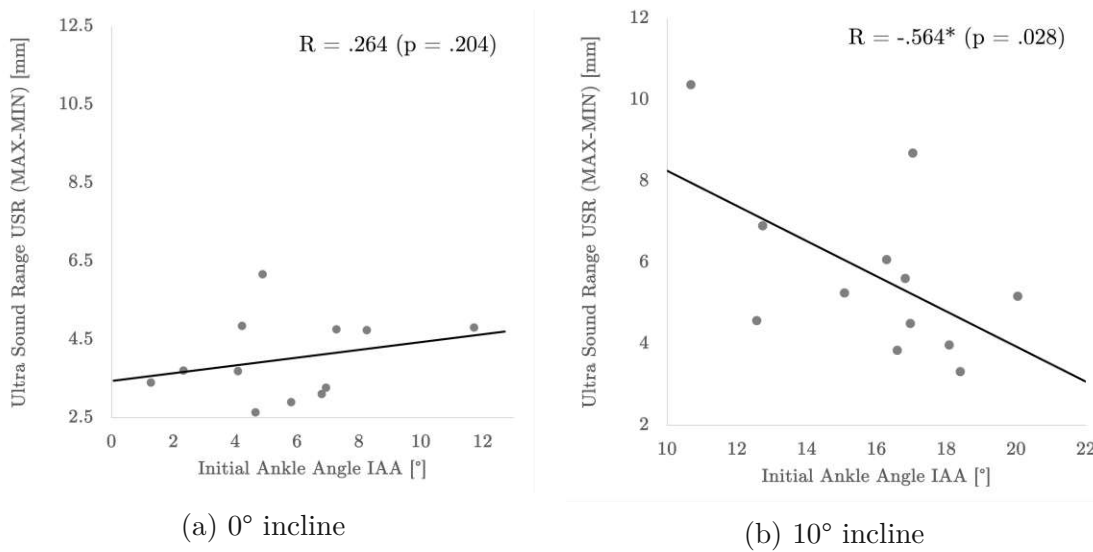 R = .264 (p = .204)
Ultra Sound Range USR (MAX-MIN) [mm]
12.5
10.5
8.5
6.5
4.5
2.5
0 2 4 6 8 10 12
Initial Ankle Angle IAA [°]
(a) 0° incline
R = -.564* (p = .028)
Ultra Sound Range USR (MAX-MIN) [mm]
12
10
8
6
4
2
10 12 14 16 18 20 22
Initial Ankle Angle IAA [°]
(b) 10° incline